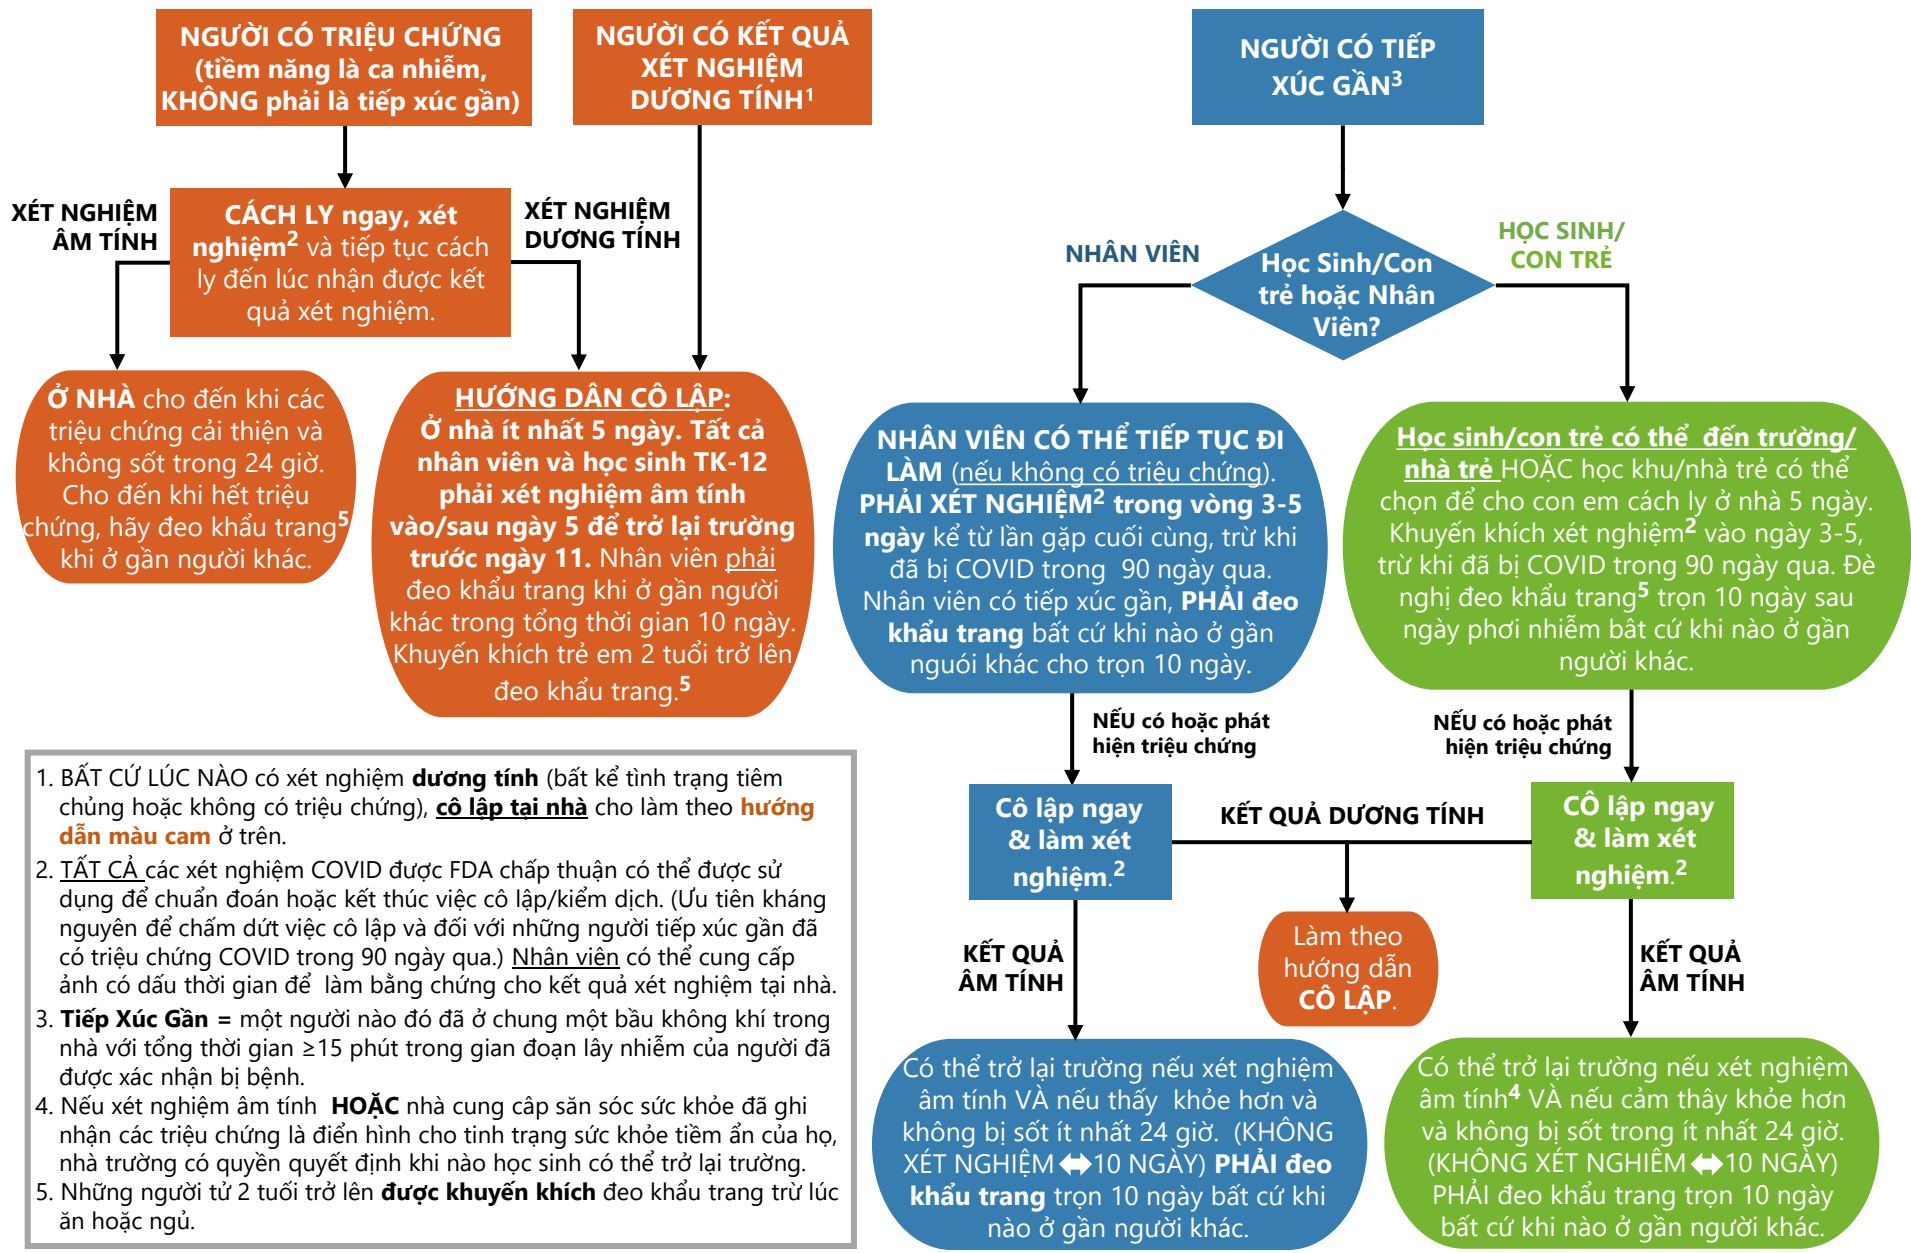 NGƯỜI CÓ TRIỆU CHỨNG
(tiềm năng là ca nhiễm,
KHÔNG phải là tiếp xúc gần)
NGƯỜI CÓ KẾT QUẢ
XÉT NGHIỆM
DƯƠNG TÍNH1
XÉT NGHIỆM
ÂM TÍNH
CÁCH LY ngay, xét
nghiệm2 và tiếp tục cách
ly đến lúc nhận được kết
quả xét nghiệm.
XÉT NGHIỆM
DƯƠNG TÍNH
Ở NHÀ cho đến khi các
triệu chứng cải thiện và
không sốt trong 24 giờ.
Cho đến khi hết triệu
chứng, hãy đeo khẩu trang5
khi ở gần người khác.
HƯỚNG DÂN CÔ LẬP:
Ở nhà ít nhất 5 ngày. Tất cả
nhân viên và học sinh TK-12
phải xét nghiệm âm tính
vào/sau ngày 5 để trở lại trường
trước ngày 11. Nhân viên phải
đeo khẩu trang khi ở gần người
khác trong tổng thời gian 10 ngày.
Khuyến khích trẻ em 2 tuổi trở lên
đeo khẩu trang.5
NGƯỜI CÓ TIẾP
XÚC GẦN3
NHÂN VIÊN
Học Sinh/Con
trẻ hoặc Nhân
Viên?
HỌC SINH/
CON TRẺ
NHÂN VIÊN CÓ THỂ TIẾP TỤC ĐI
LÀM (nếu không có triệu chứng).
PHẢI XÉT NGHIỆM2 trong vòng 3-5
ngày kể từ lần gặp cuối cùng, trừ khi
đã bị COVID trong 90 ngày qua.
Nhân viên có tiếp xúc gần, PHẢI đeo
khẩu trang bất cứ khi nào ở gần
nguói khác cho trọn 10 ngày.
Học sinh/con trẻ có thể đến trường/
nhà trẻ HOẶC học khu/nhà trẻ có thể
chọn để cho con em cách ly ở nhà 5 ngày.
Khuyến khích xét nghiệm2 vào ngày 3-5,
trừ khi đã bị COVID trong 90 ngày qua. Đè
nghị đeo khẩu trang5 trọn 10 ngày sau
ngày phơi nhiễm bât cứ khi nào ở gần
người khác.
NẾU có hoặc phát
hiện triệu chứng
NẾU có hoặc phát
hiện triệu chứng
Cô lập ngay
& làm xét
nghiệm.2
KẾT QUẢ DƯƠNG TÍNH
CÔ lập ngay
& làm xét
nghiệm.2
KẾT QUẢ
ÂM TÍNH
Làm theo
hướng dẫn
CÔ LẬP.
KẾT QUẢ
ÂM TÍNH
Có thể trở lại trường nếu xét nghiệm
âm tính VÀ nếu thấy khỏe hơn và
không bị sốt ít nhất 24 giờ. (KHÔNG
XÉT NGHIỆM⬌10 NGÀY) PHẢI đeo
khẩu trang trọn 10 ngày bất cứ khi
nào ở gần người khác.
Có thể trở lại trường nếu xét nghiệm
âm tính4 VÀ nếu cảm thây khỏe hơn
và không bị sốt trong ít nhất 24 giờ.
(KHÔNG XÉT NGHIÊM⬌10 NGÀY)
PHẢI đeo khẩu trang trọn 10 ngày
bất cứ khi nào ở gần người khác.
1. BẤT CỨ LÚC NÀO có xét nghiệm dương tính (bất kể tình trạng tiêm
chủng hoặc không có triệu chứng), cô lập tại nhà cho làm theo hướng
dẫn màu cam ở trên.
2. TẤT CẢ các xét nghiệm COVID được FDA chấp thuận có thể được sử
dụng để chuẩn đoán hoặc kết thúc việc cô lập/kiểm dịch. (Ưu tiên kháng
nguyên để chấm dứt việc cô lập và đối với những người tiếp xúc gần đã
có triệu chứng COVID trong 90 ngày qua.) Nhân viên có thể cung cấp
ảnh có dấu thời gian để làm bằng chứng cho kết quả xét nghiệm tại nhà.
3. Tiếp Xúc Gần = một người nào đó đã ở chung một bầu không khí trong
nhà với tổng thời gian ≥15 phút trong gian đoạn lây nhiễm của người đã
được xác nhận bị bệnh.
4. Nếu xét nghiệm âm tính HOẶC nhà cung câp săn sóc sức khỏe đã ghi
nhận các triệu chứng là điển hình cho tinh trạng sức khỏe tiềm ẩn của họ,
nhà trường có quyền quyết định khi nào học sinh có thể trở lại trường.
5. Những người tử 2 tuổi trở lên được khuyến khích đeo khẩu trang trừ lúc
ăn hoặc ngủ.